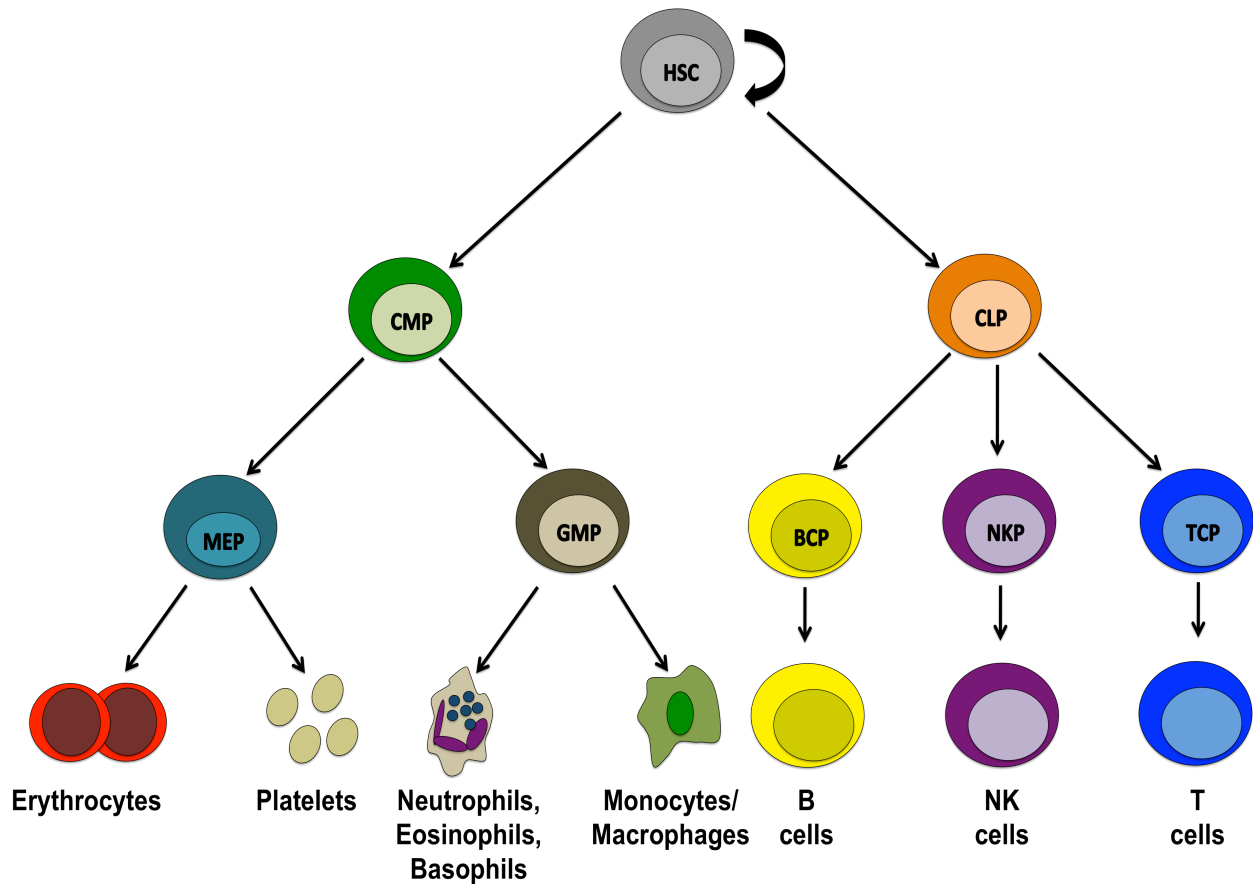 HSC
CMP
CLP
MEP
GMP
BCP
NKP
TCP
Erythrocytes
Platelets
Neutrophils,
Eosinophils,
Basophils
Monocytes/
Macrophages
B
cells
NK
cells
T
cells